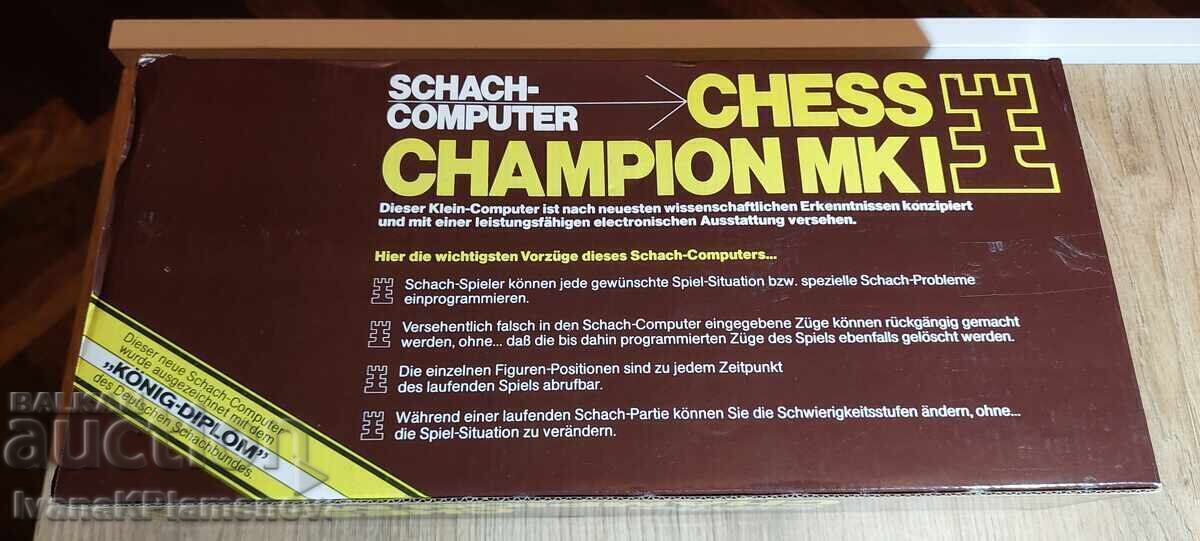 SCHACH-
COMPUTER
CHESS
CHAMPION MK I
Dieser Klein-Computer ist nach neuesten wissenschaftlichen Erkenntnissen konzipiert
und mit einer leistungsfähigen electronischen Ausstattung versehen.
Hier die wichtigsten Vorzüge dieses Schach-Computers...
Schach-Spieler können jede gewünschte Spiel-Situation bzw. spezielle Schach-Probleme
einprogrammieren.
Versehentlich falsch in den Schach-Computer eingegebene Züge können rückgängig gemacht
werden, ohne... daß die bis dahin programmierten Züge des Spiels ebenfalls gelöscht werden.
Die einzelnen Figuren-Positionen sind zu jedem Zeitpunkt
des laufenden Spiels abrufbar.
Während einer laufenden Schach-Partie können Sie die Schwierigkeitsstufen ändern, ohne...
die Spiel-Situation zu verändern.
Dieser neue Schach-Computer
wurde ausgezeichnet mit dem
„KÖNIG-DIPLOM”
des Deutschen Schachbundes.
BALKAN
auction
IvanaKPlamenov